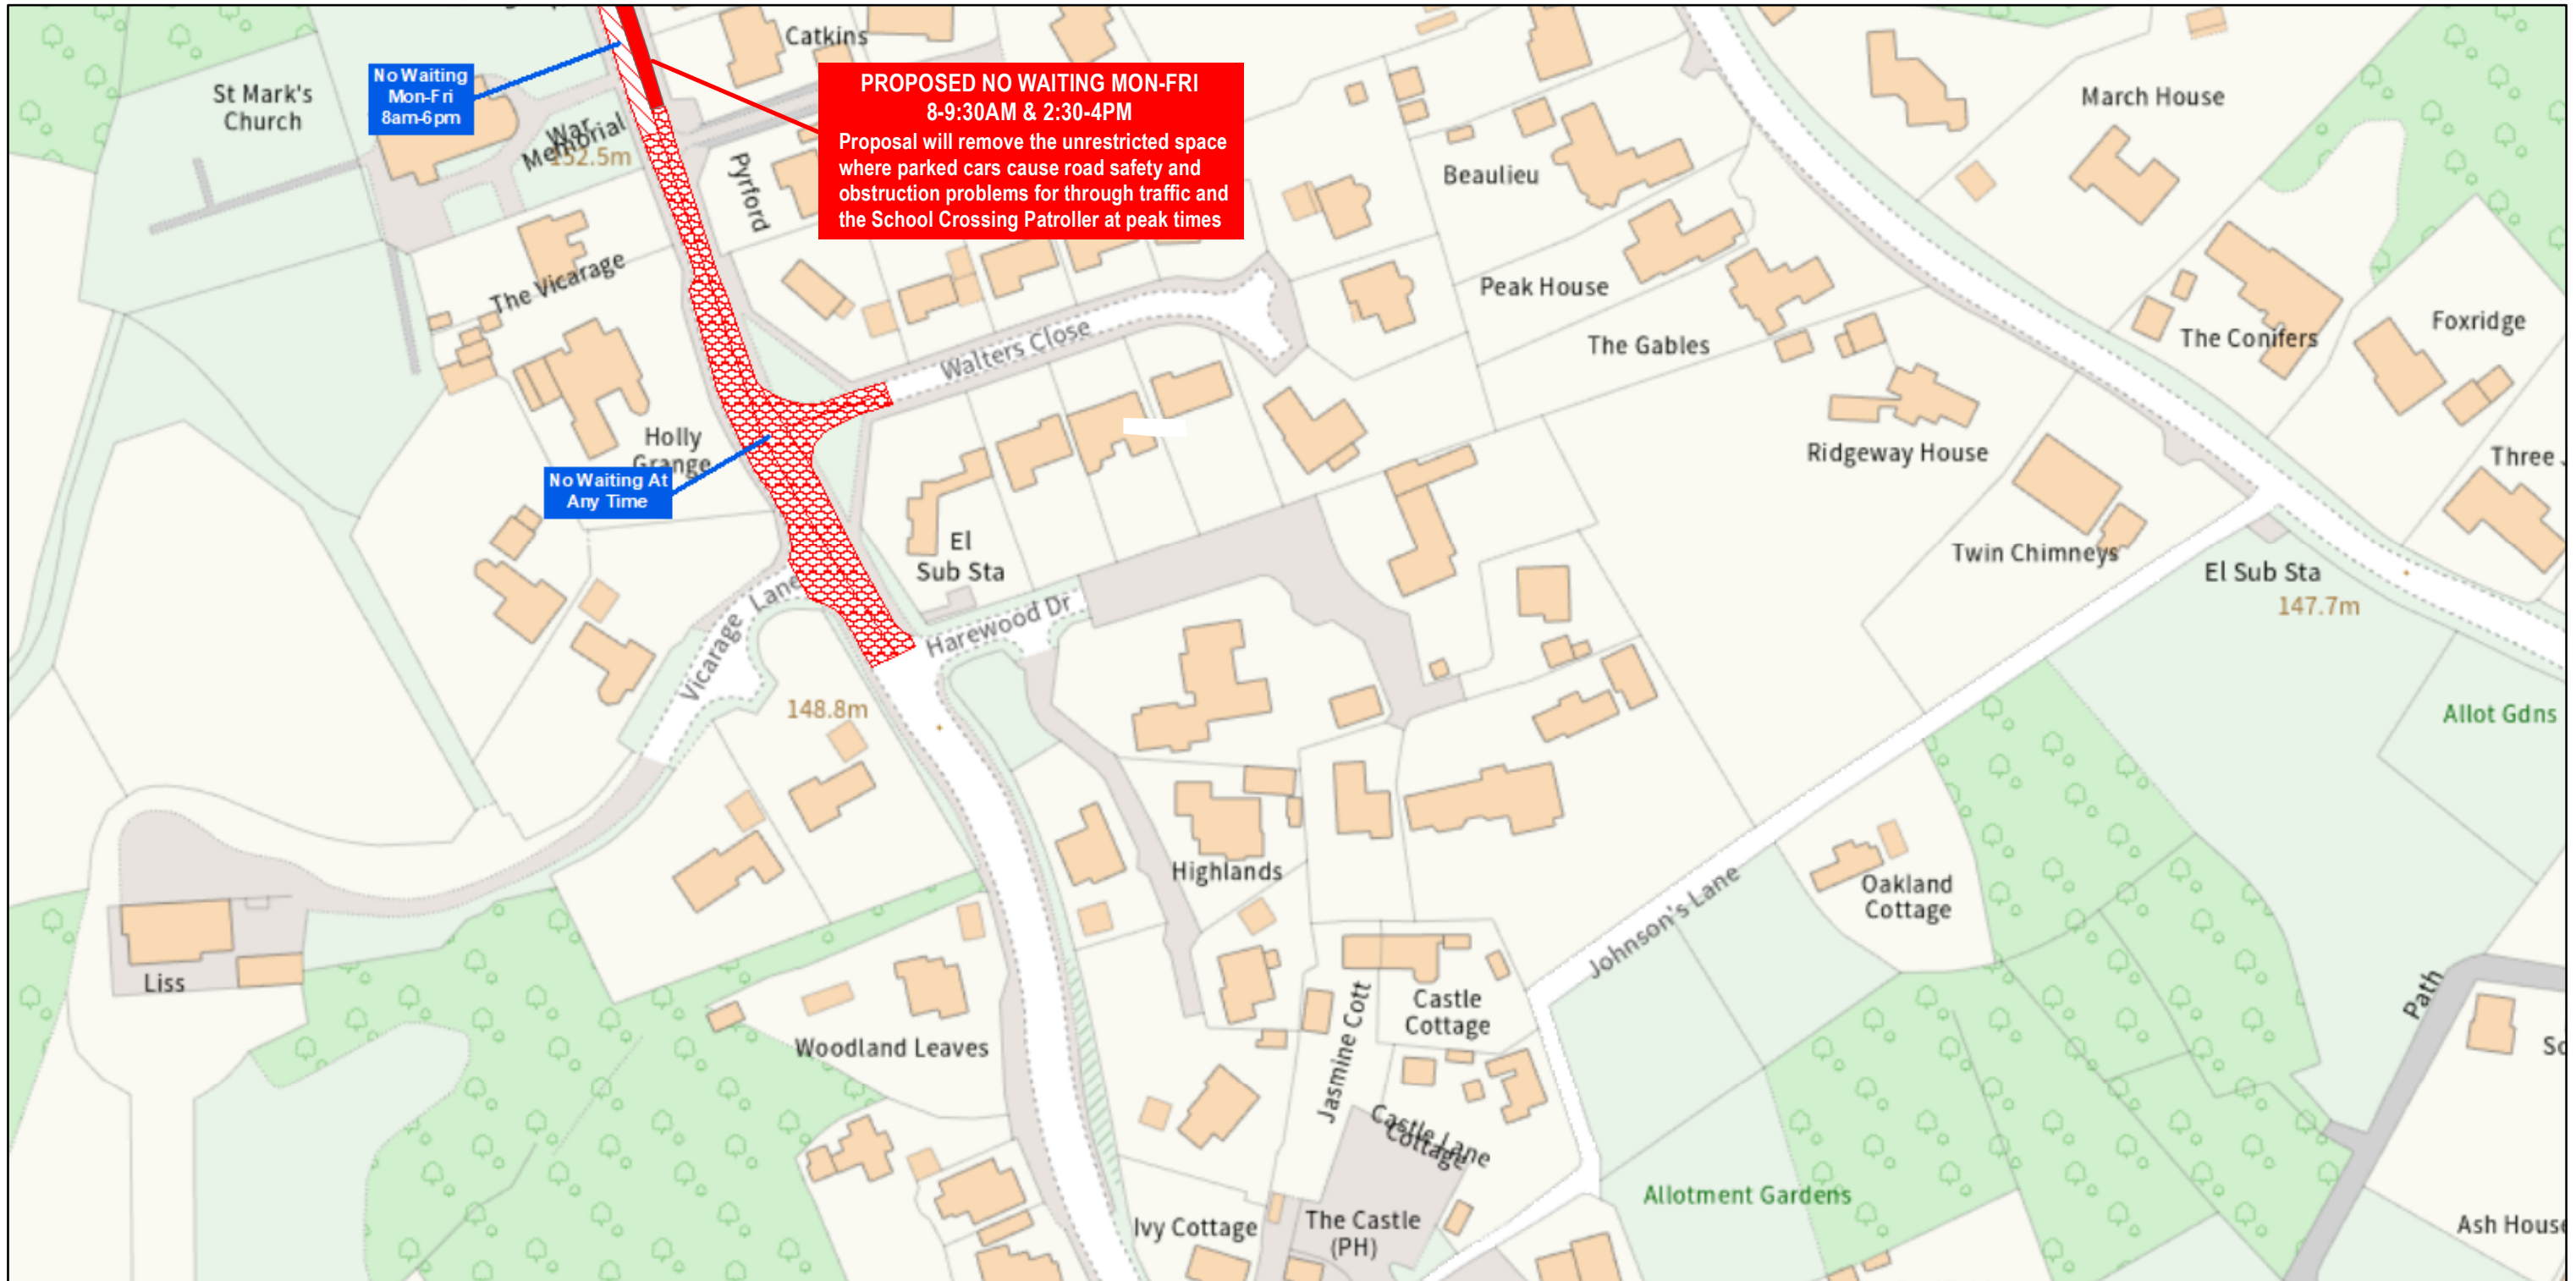 Catkins
No Waiting
Mon-Fri
8am-6pm
St Mark's
Church
War
Memorial
152.5m
PROPOSED NO WAITING MON-FRI
8-9:30AM & 2:30-4PM
Proposal will remove the unrestricted space
where parked cars cause road safety and
obstruction problems for through traffic and
the School Crossing Patroller at peak times
March House
Pyrford
Beaulieu
The Vicarage
Peak House
Walters Close
The Gables
The Conifers
Foxridge
Holly
Grange
Ridgeway House
Three
No Waiting At
Any Time
El
Sub Sta
Twin Chimneys
El Sub Sta
147.7m
Vicarage Lane
Harewood Dr
148.8m
Allot Gdns
Highlands
Johnson's Lane
Oakland
Cottage
Liss
Jasmine Cott
Castle
Cottage
Path
Woodland Leaves
Castle Lane
Cottage
Allotment Gardens
Ivy Cottage
The Castle
(PH)
Ash House